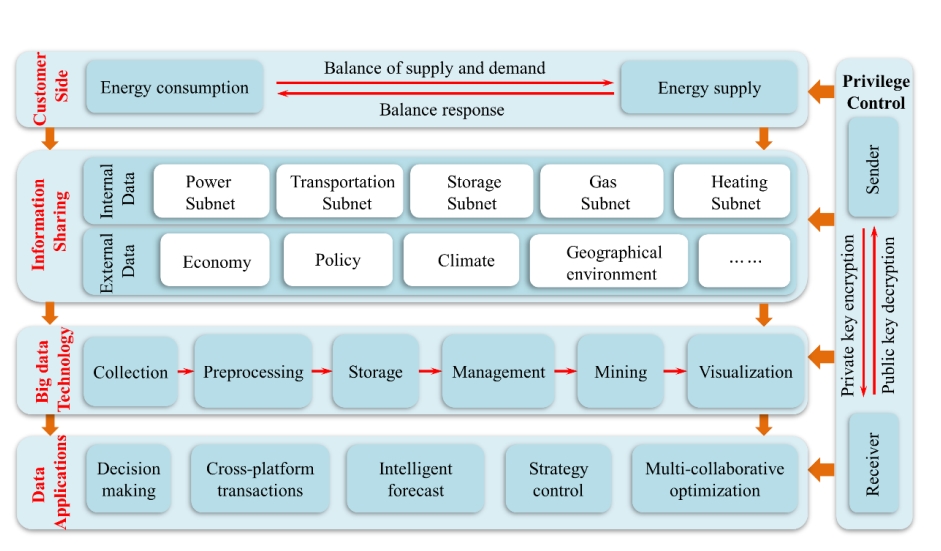 Customer
Side
Energy consumption
Balance of supply and demand
Balance response
Energy supply
Information
Sharing
Internal
Data
Power
Subnet
Transportation
Subnet
Storage
Subnet
Gas
Subnet
Heating
Subnet
External
Data
Economy
Policy
Climate
Geographical
environment
... ...
Big data
Technology
Collection
Preprocessing
Storage
Management
Mining
Visualization
Data
Applications
Decision
making
Cross-platform
transactions
Intelligent
forecast
Strategy
control
Multi-collaborative
optimization
Privilege
Control
Sender
Private key encryption
Public key decryption
Receiver